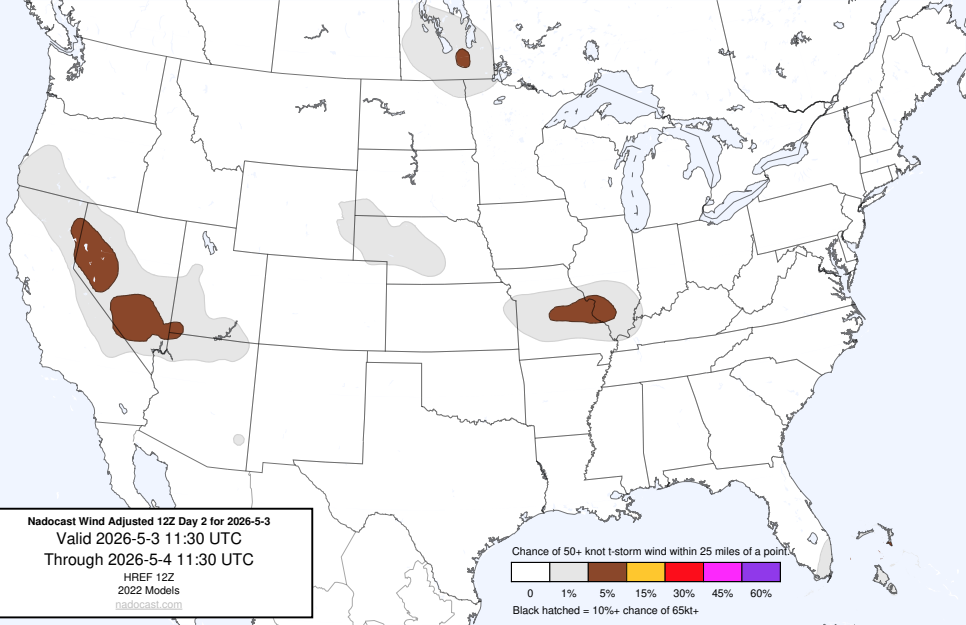 Nadocast Wind Adjusted 12Z Day 2 for 2026-5-3
Valid 2026-5-3 11:30 UTC
Through 2026-5-4 11:30 UTC
HREF 12Z
2022 Models
nadocast.com
Chance of 50+ knot t-storm wind within 25 miles of a point.
0 1% 5% 15% 30% 45% 60%
Black hatched = 10%+ chance of 65kt+